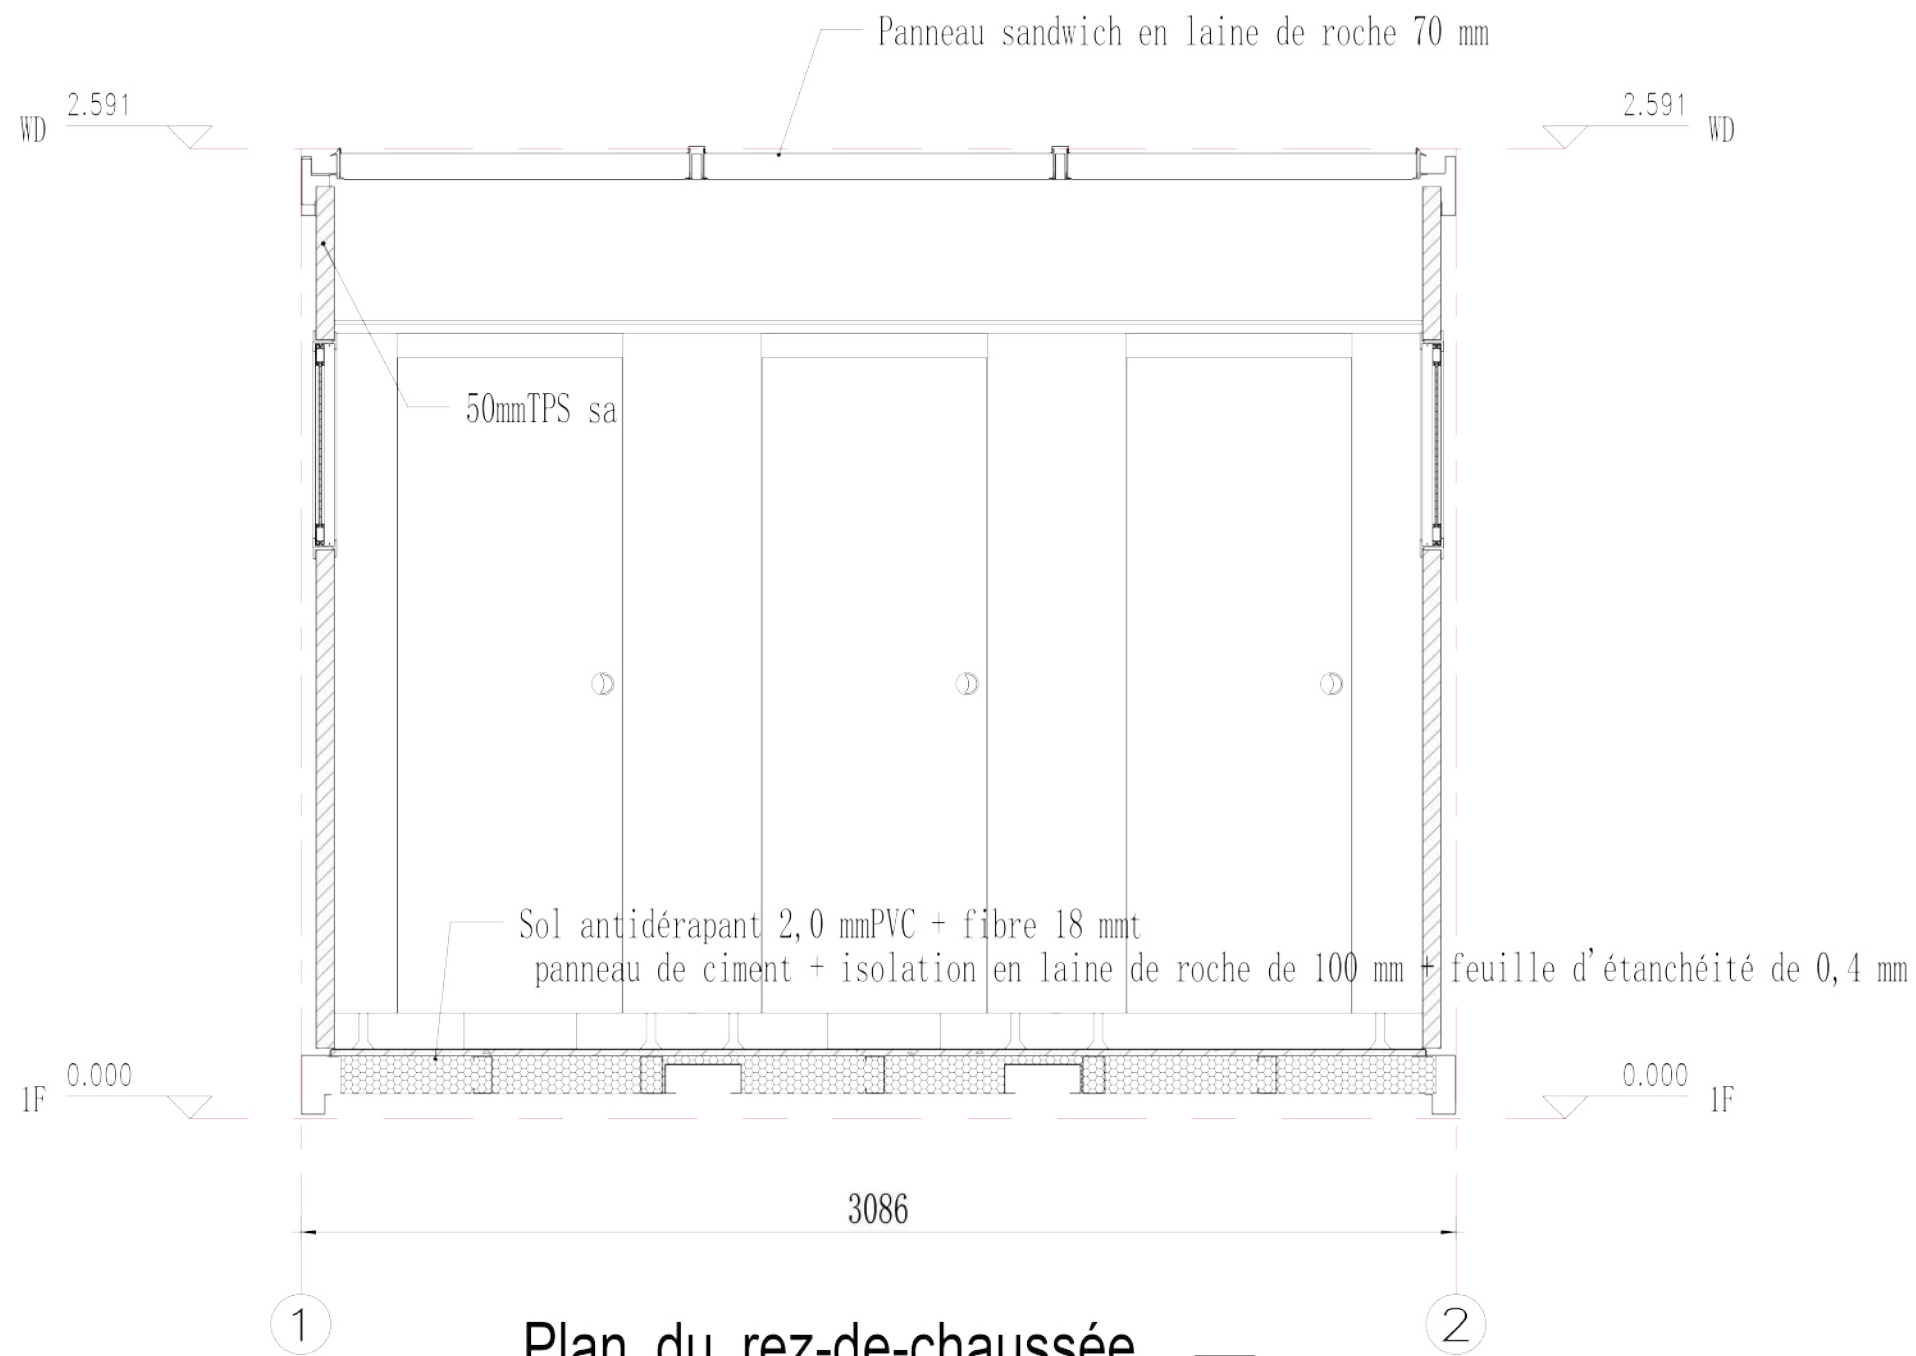 Panneau sandwich en laine de roche 70 mm
2.591
WD
2.591
WD
50mmTPS sa
Sol antidérapant 2,0 mmPVC + fibre 18 mmt
panneau de ciment + isolation en laine de roche de 100 mm + feuille d'étanchéité de 0,4 mm
0.000
1F
0.000
1F
3086
1
2
Plan du rez-de-chaussée